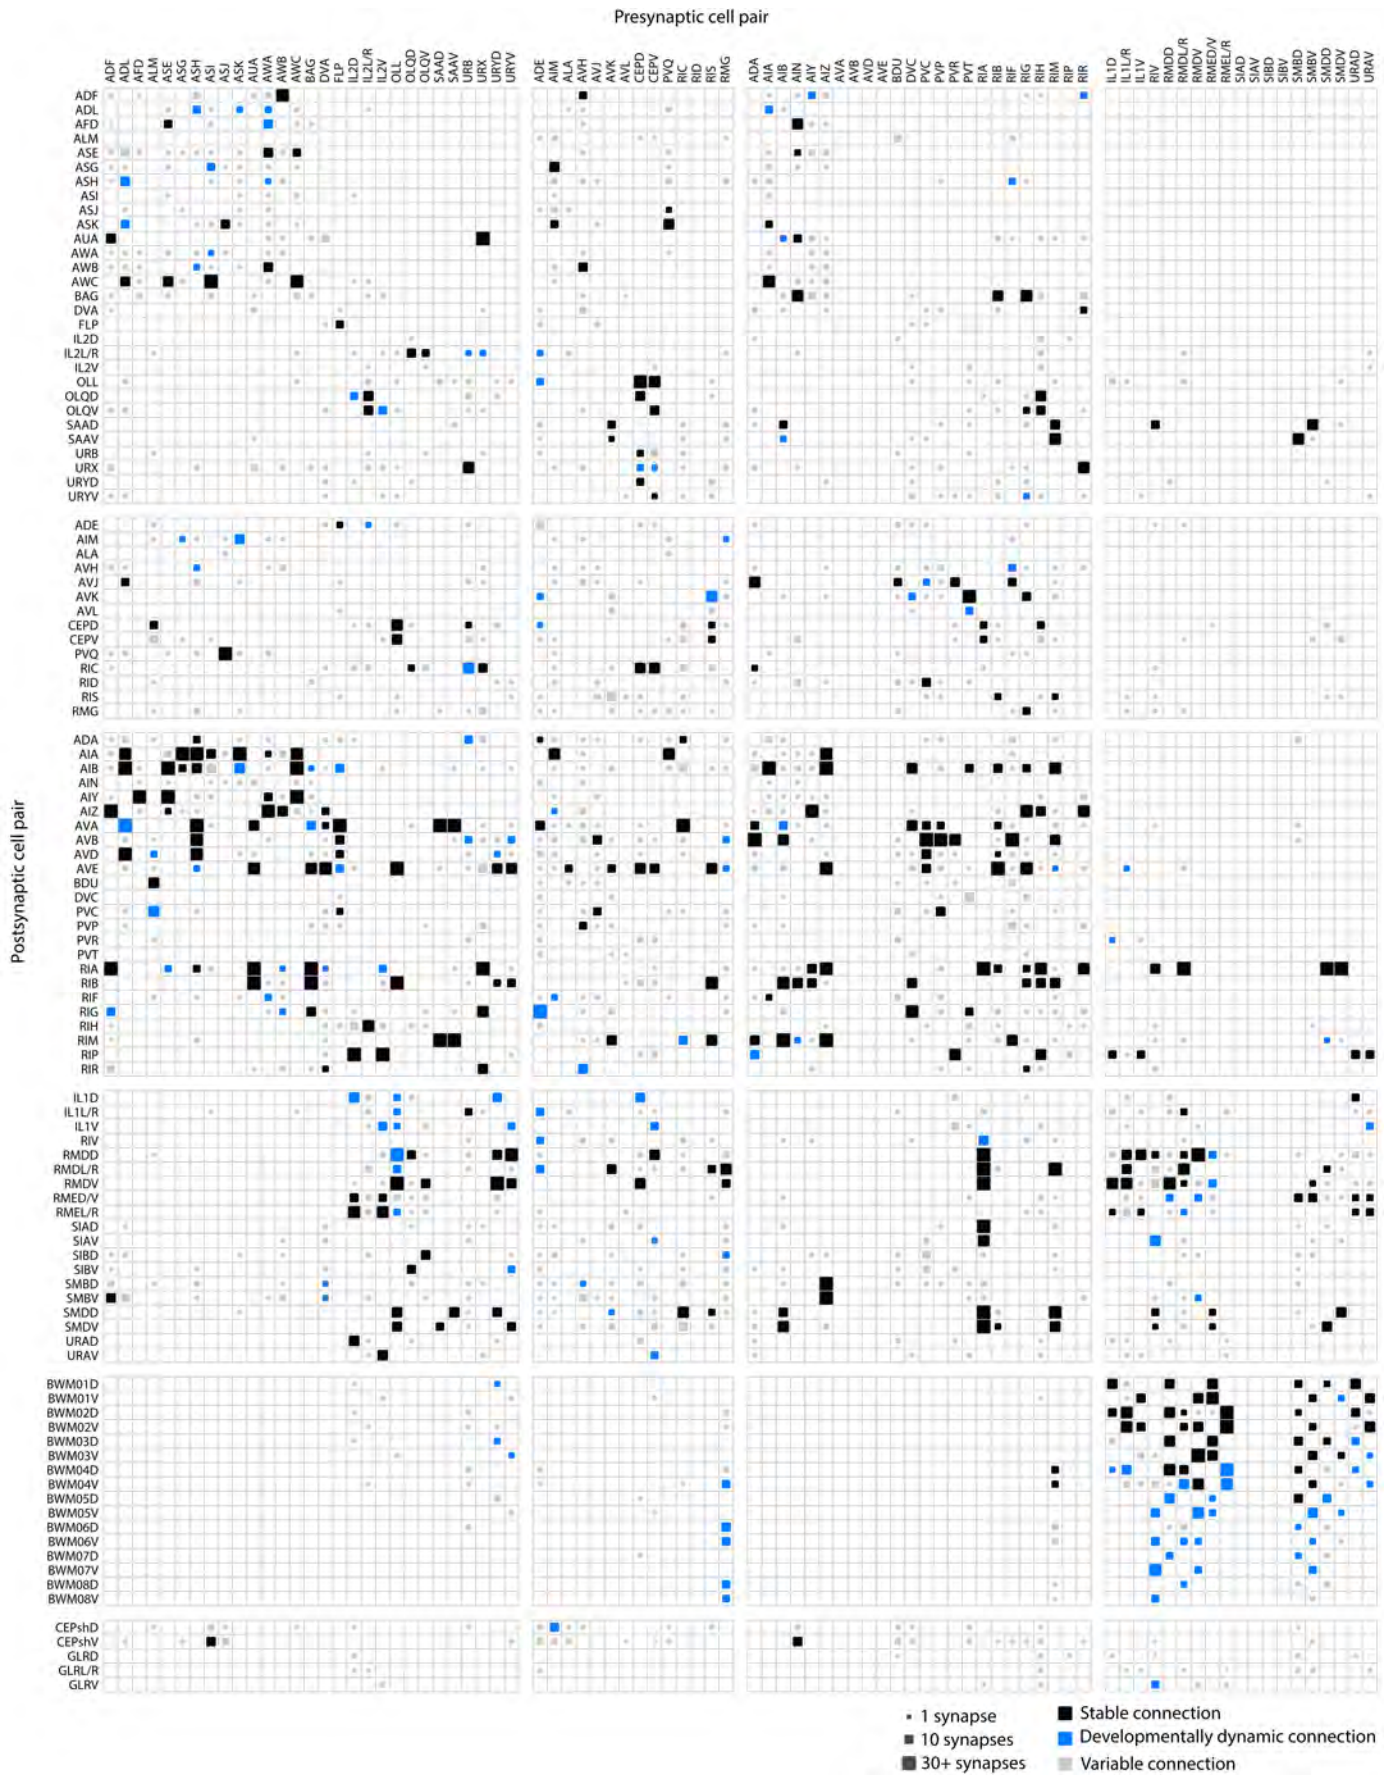 Presynaptic cell pair
ADF ADL AFD ALM ASE ASG ASH ASI ASJ ASK AUA AWA AWB AWC BAG DVA FLP IL2D IL2L/R IL2V OLL OLQD OLQV SAAD SAAV URB URX URYD URYV ADE AIM ALA AVH AVJ AVK AVL CEPD CEPV PVQ RIC RID RIS RMG ADA AIA AIB AIN AIY AIZ AVA AVB AVD AVE BDU DVC PVC PVP PVR PVT RIA RIB RIF RIG RIH RIM RIP RIR IL1D IL1L/R IL1V RIV RMDD RMDL/R RMDV RMED/V RMEL/R SIAD SIAV SIBD SIBV SMBD SMBV SMDD SMDV URAD URAV
Postsynaptic cell pair
ADF
ADL
AFD
ALM
ASE
ASG
ASH
ASI
ASJ
ASK
AUA
AWA
AWB
AWC
BAG
DVA
FLP
IL2D
IL2L/R
IL2V
OLL
OLQD
OLQV
SAAD
SAAV
URB
URX
URYD
URYV
ADE
AIM
ALA
AVH
AVJ
AVK
AVL
CEPD
CEPV
PVQ
RIC
RID
RIS
RMG
ADA
AIA
AIB
AIN
AIY
AIZ
AVA
AVB
AVD
AVE
BDU
DVC
PVC
PVP
PVR
PVT
RIA
RIB
RIF
RIG
RIH
RIM
RIP
RIR
IL1D
IL1L/R
IL1V
RIV
RMDD
RMDL/R
RMDV
RMED/V
RMEL/R
SIAD
SIAV
SIBD
SIBV
SMBD
SMBV
SMDD
SMDV
URAD
URAV
BWM01D
BWM01V
BWM02D
BWM02V
BWM03D
BWM03V
BWM04D
BWM04V
BWM05D
BWM05V
BWM06D
BWM06V
BWM07D
BWM07V
BWM08D
BWM08V
CEPshD
CEPshV
GLRD
GLRL/R
GLRV
1 synapse
10 synapses
30+ synapses
Stable connection
Developmentally dynamic connection
Variable connection